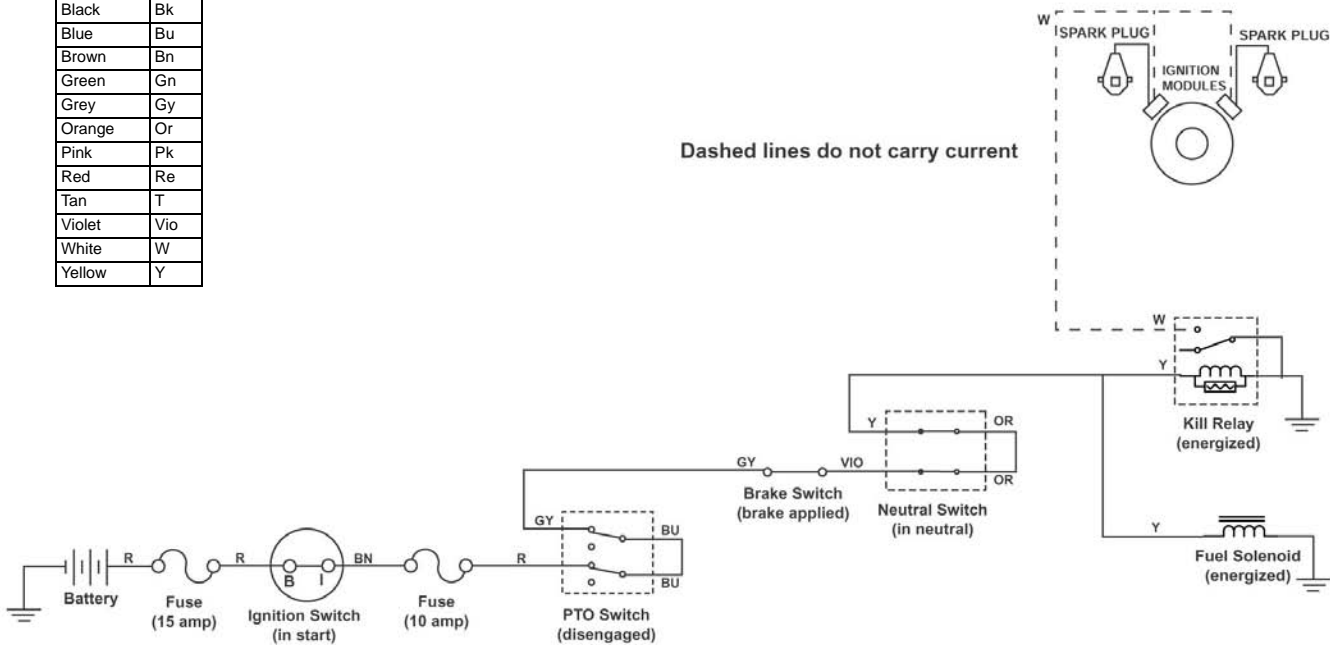 Black Bk
Blue Bu
Brown Bn
Green Gn
Grey Gy
Orange Or
Pink Pk
Red Re
Tan T
Violet Vio
White W
Yellow Y
W
SPARK PLUG
SPARK PLUG
IGNITION
MODULES
Dashed lines do not carry current
W
Y
Kill Relay
(energized)
Y
OR
OR
GY
VIO
Brake Switch
(brake applied)
Neutral Switch
(in neutral)
Y
Fuel Solenoid
(energized)
GY
BU
BU
R
R
B
I
BN
R
Battery
Fuse
(15 amp)
Ignition Switch
(in start)
Fuse
(10 amp)
PTO Switch
(disengaged)